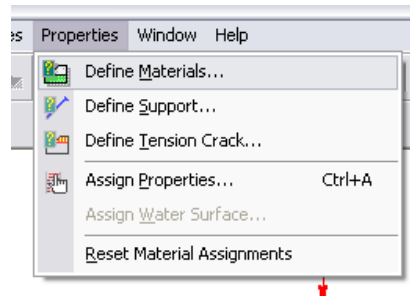 es Properties Window Help
Define Materials...
Define Support...
Define Tension Crack...
Assign Properties... Ctrl+A
Assign Water Surface...
Reset Material Assignments